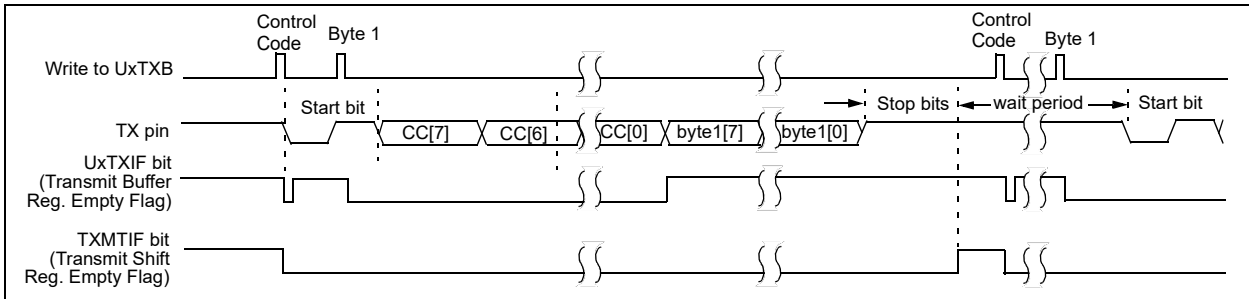 Control
Code
Byte 1
Control
Code
Byte 1
Write to UxTXB
Start bit
Stop bits
wait period
Start bit
TX pin
CC[7]
CC[6]
CC[0]
byte1[7]
byte1[0]
UxTXIF bit
(Transmit Buffer
Reg. Empty Flag)
TXMTIF bit
(Transmit Shift
Reg. Empty Flag)